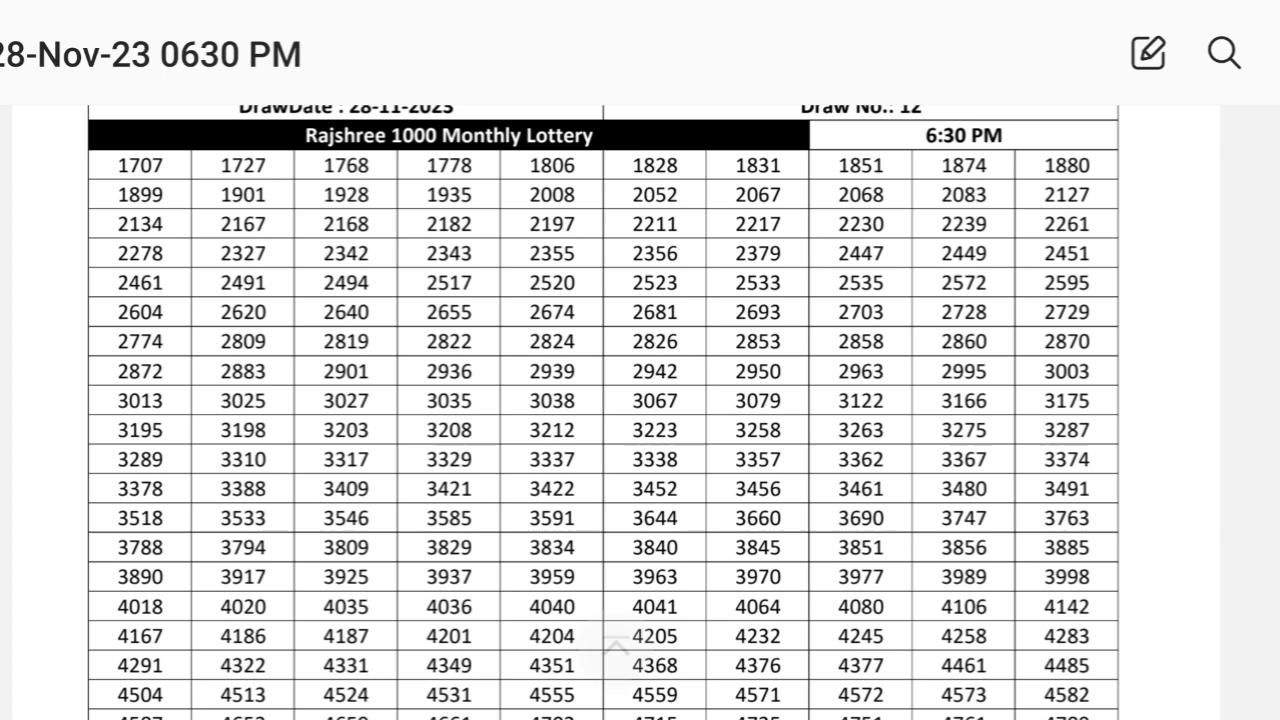 28-Nov-23 0630 PM
DrawDate : 28-11-2023 Draw No.: 12
Rajshree 1000 Monthly Lottery 6:30 PM
1707 1727 1768 1778 1806 1828 1831 1851 1874 1880
1899 1901 1928 1935 2008 2052 2067 2068 2083 2127
2134 2167 2168 2182 2197 2211 2217 2230 2239 2261
2278 2327 2342 2343 2355 2356 2379 2447 2449 2451
2461 2491 2494 2517 2520 2523 2533 2535 2572 2595
2604 2620 2640 2655 2674 2681 2693 2703 2728 2729
2774 2809 2819 2822 2824 2826 2853 2858 2860 2870
2872 2883 2901 2936 2939 2942 2950 2963 2995 3003
3013 3025 3027 3035 3038 3067 3079 3122 3166 3175
3195 3198 3203 3208 3212 3223 3258 3263 3275 3287
3289 3310 3317 3329 3337 3338 3357 3362 3367 3374
3378 3388 3409 3421 3422 3452 3456 3461 3480 3491
3518 3533 3546 3585 3591 3644 3660 3690 3747 3763
3788 3794 3809 3829 3834 3840 3845 3851 3856 3885
3890 3917 3925 3937 3959 3963 3970 3977 3989 3998
4018 4020 4035 4036 4040 4041 4064 4080 4106 4142
4167 4186 4187 4201 4204 4205 4232 4245 4258 4283
4291 4322 4331 4349 4351 4368 4376 4377 4461 4485
4504 4513 4524 4531 4555 4559 4571 4572 4573 4582